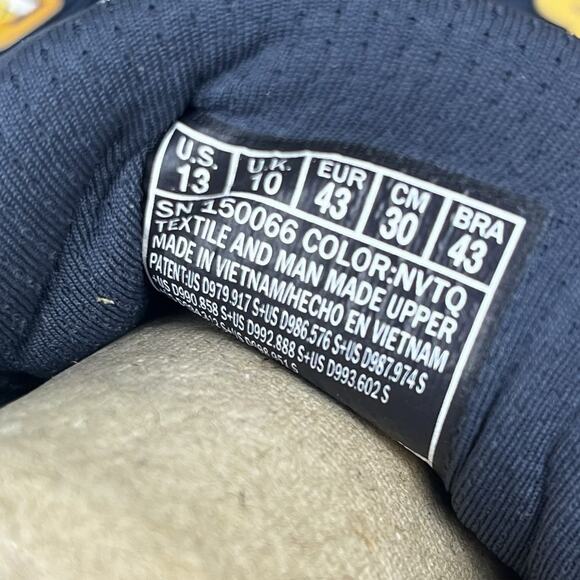 U.S. U.K. EUR CM BRA
13 10 43 30 43
SN 150066 COLOR:NVTQ
TEXTILE AND MAN MADE UPPER
MADE IN VIETNAM/HECHO EN VIETNAM
PATENT:US D979.917 S+US D986.576 S+US D987.974 S
+US D990.858 S+US D992.888 S+US D993.602 S